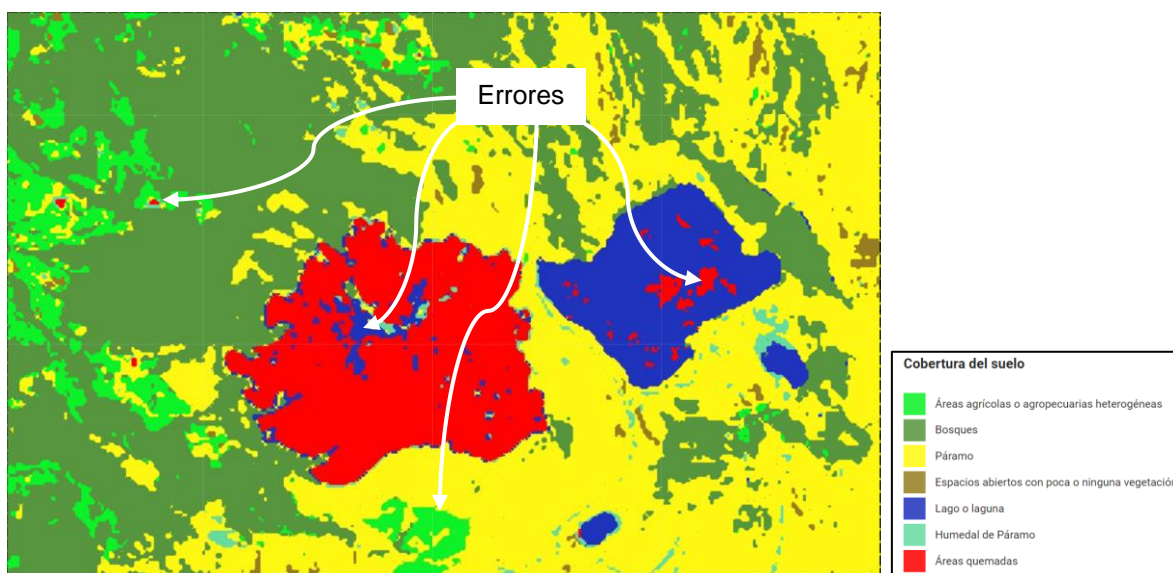 Errores
Cobertura del suelo
Áreas agrícolas o agropecuarias heterogéneas
Bosques
Páramo
Espacios abiertos con poca o ninguna vegetación
Lago o laguna
Humedal de Páramo
Áreas quemadas